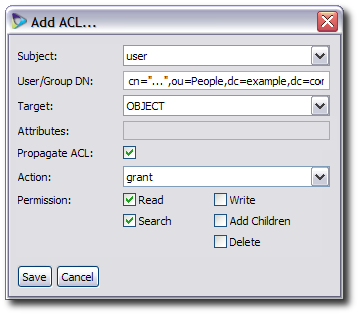 Add ACL...
Subject: user
User/Group DN: cn="...",ou=People,dc=example,dc=cor
Target: OBJECT
Attributes:
Propagate ACL:
Action: grant
Permission: Read Write
Search Add Children
Delete
Save Cancel